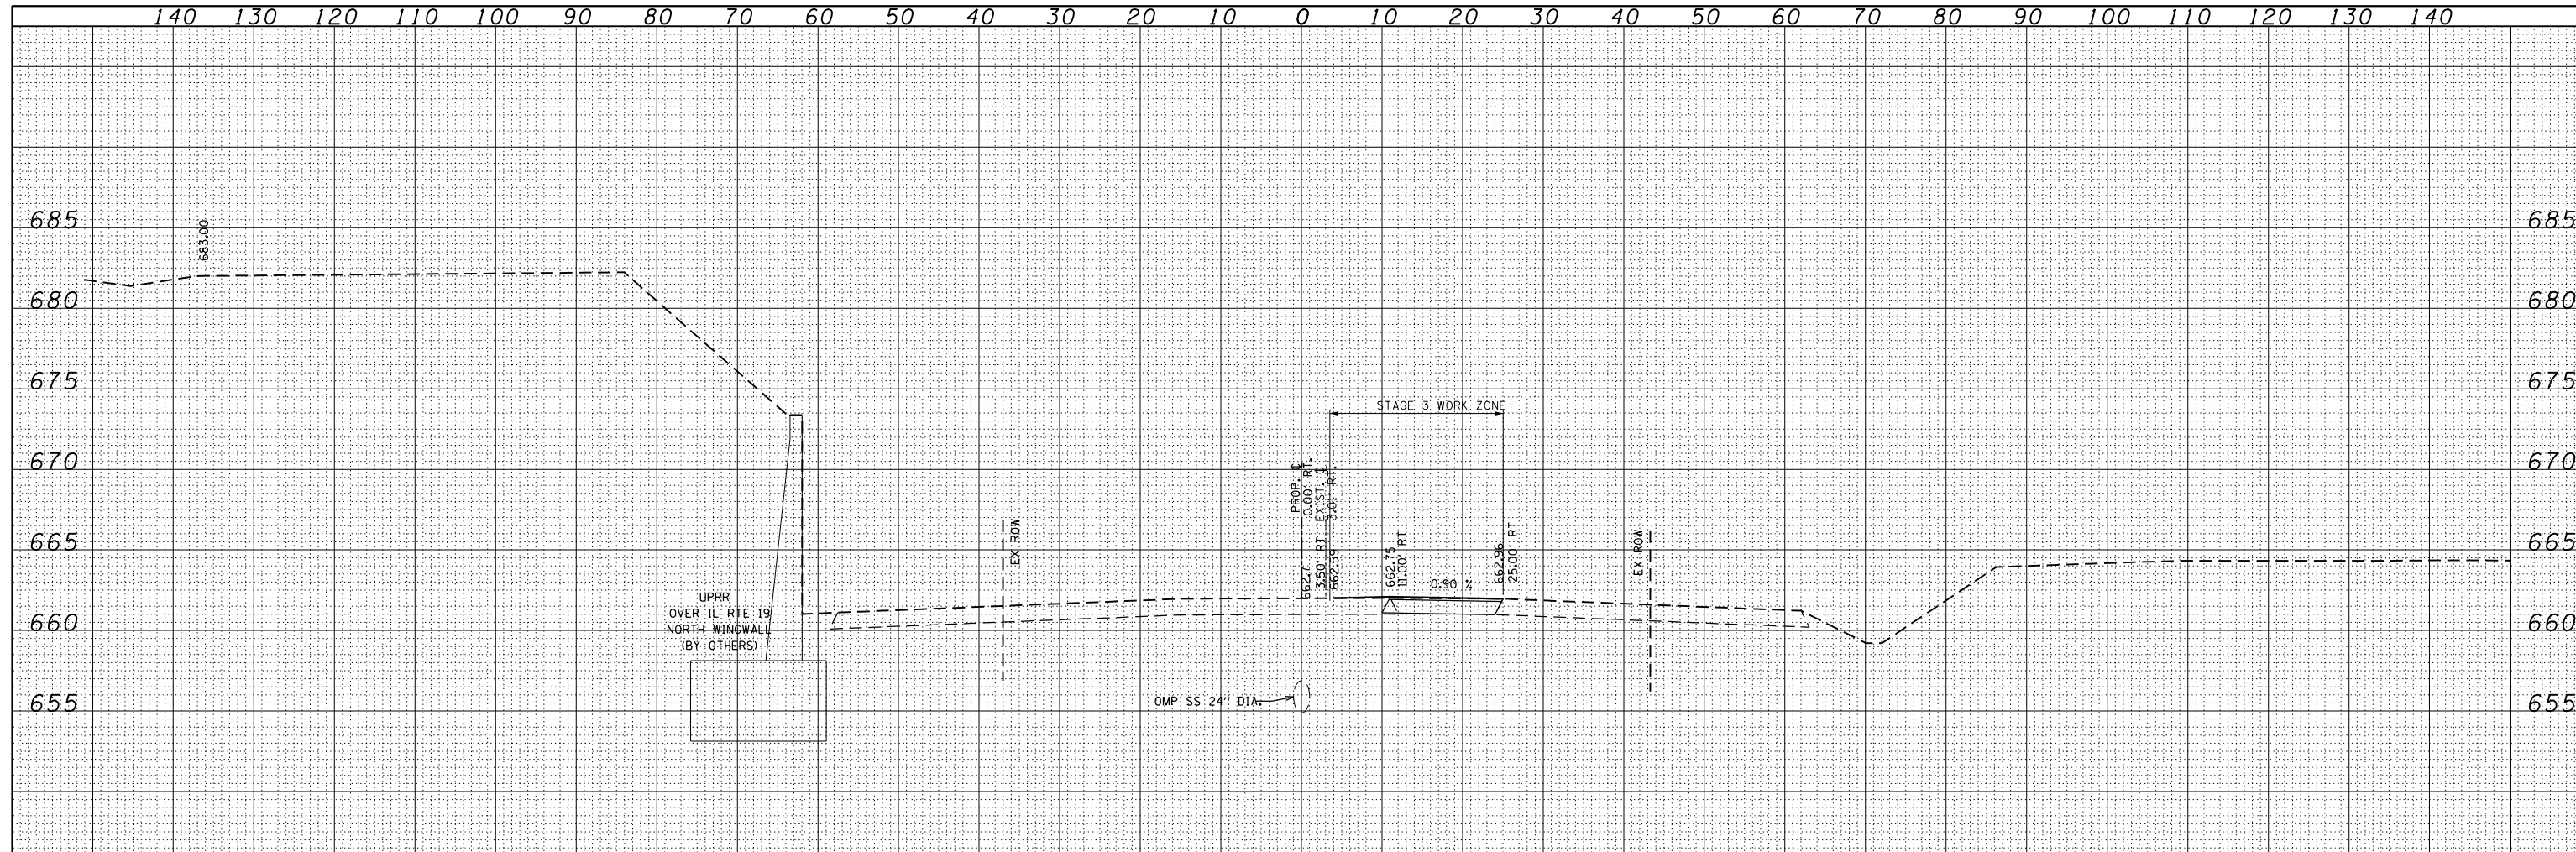 140 130 120 110 100 90 80 70 60 50 40 30 20 10 0 10 20 30 40 50 60 70 80 90 100 110 120 130 140
685 685
683.00
680 680
675 675
STAGE 3 WORK ZONE
670 670
PROP. ℄
0.00' RT.
EXIST. ℄
3.01' RT.
665 665
EX ROW
662.7
3.50' RT
662.59
662.75
11.00' RT
0.90 %
662.96
25.00' RT
EX ROW
UPRR
OVER IL RTE 19
NORTH WINGWALL
(BY OTHERS)
660 660
OMP SS 24" DIA.
655 655